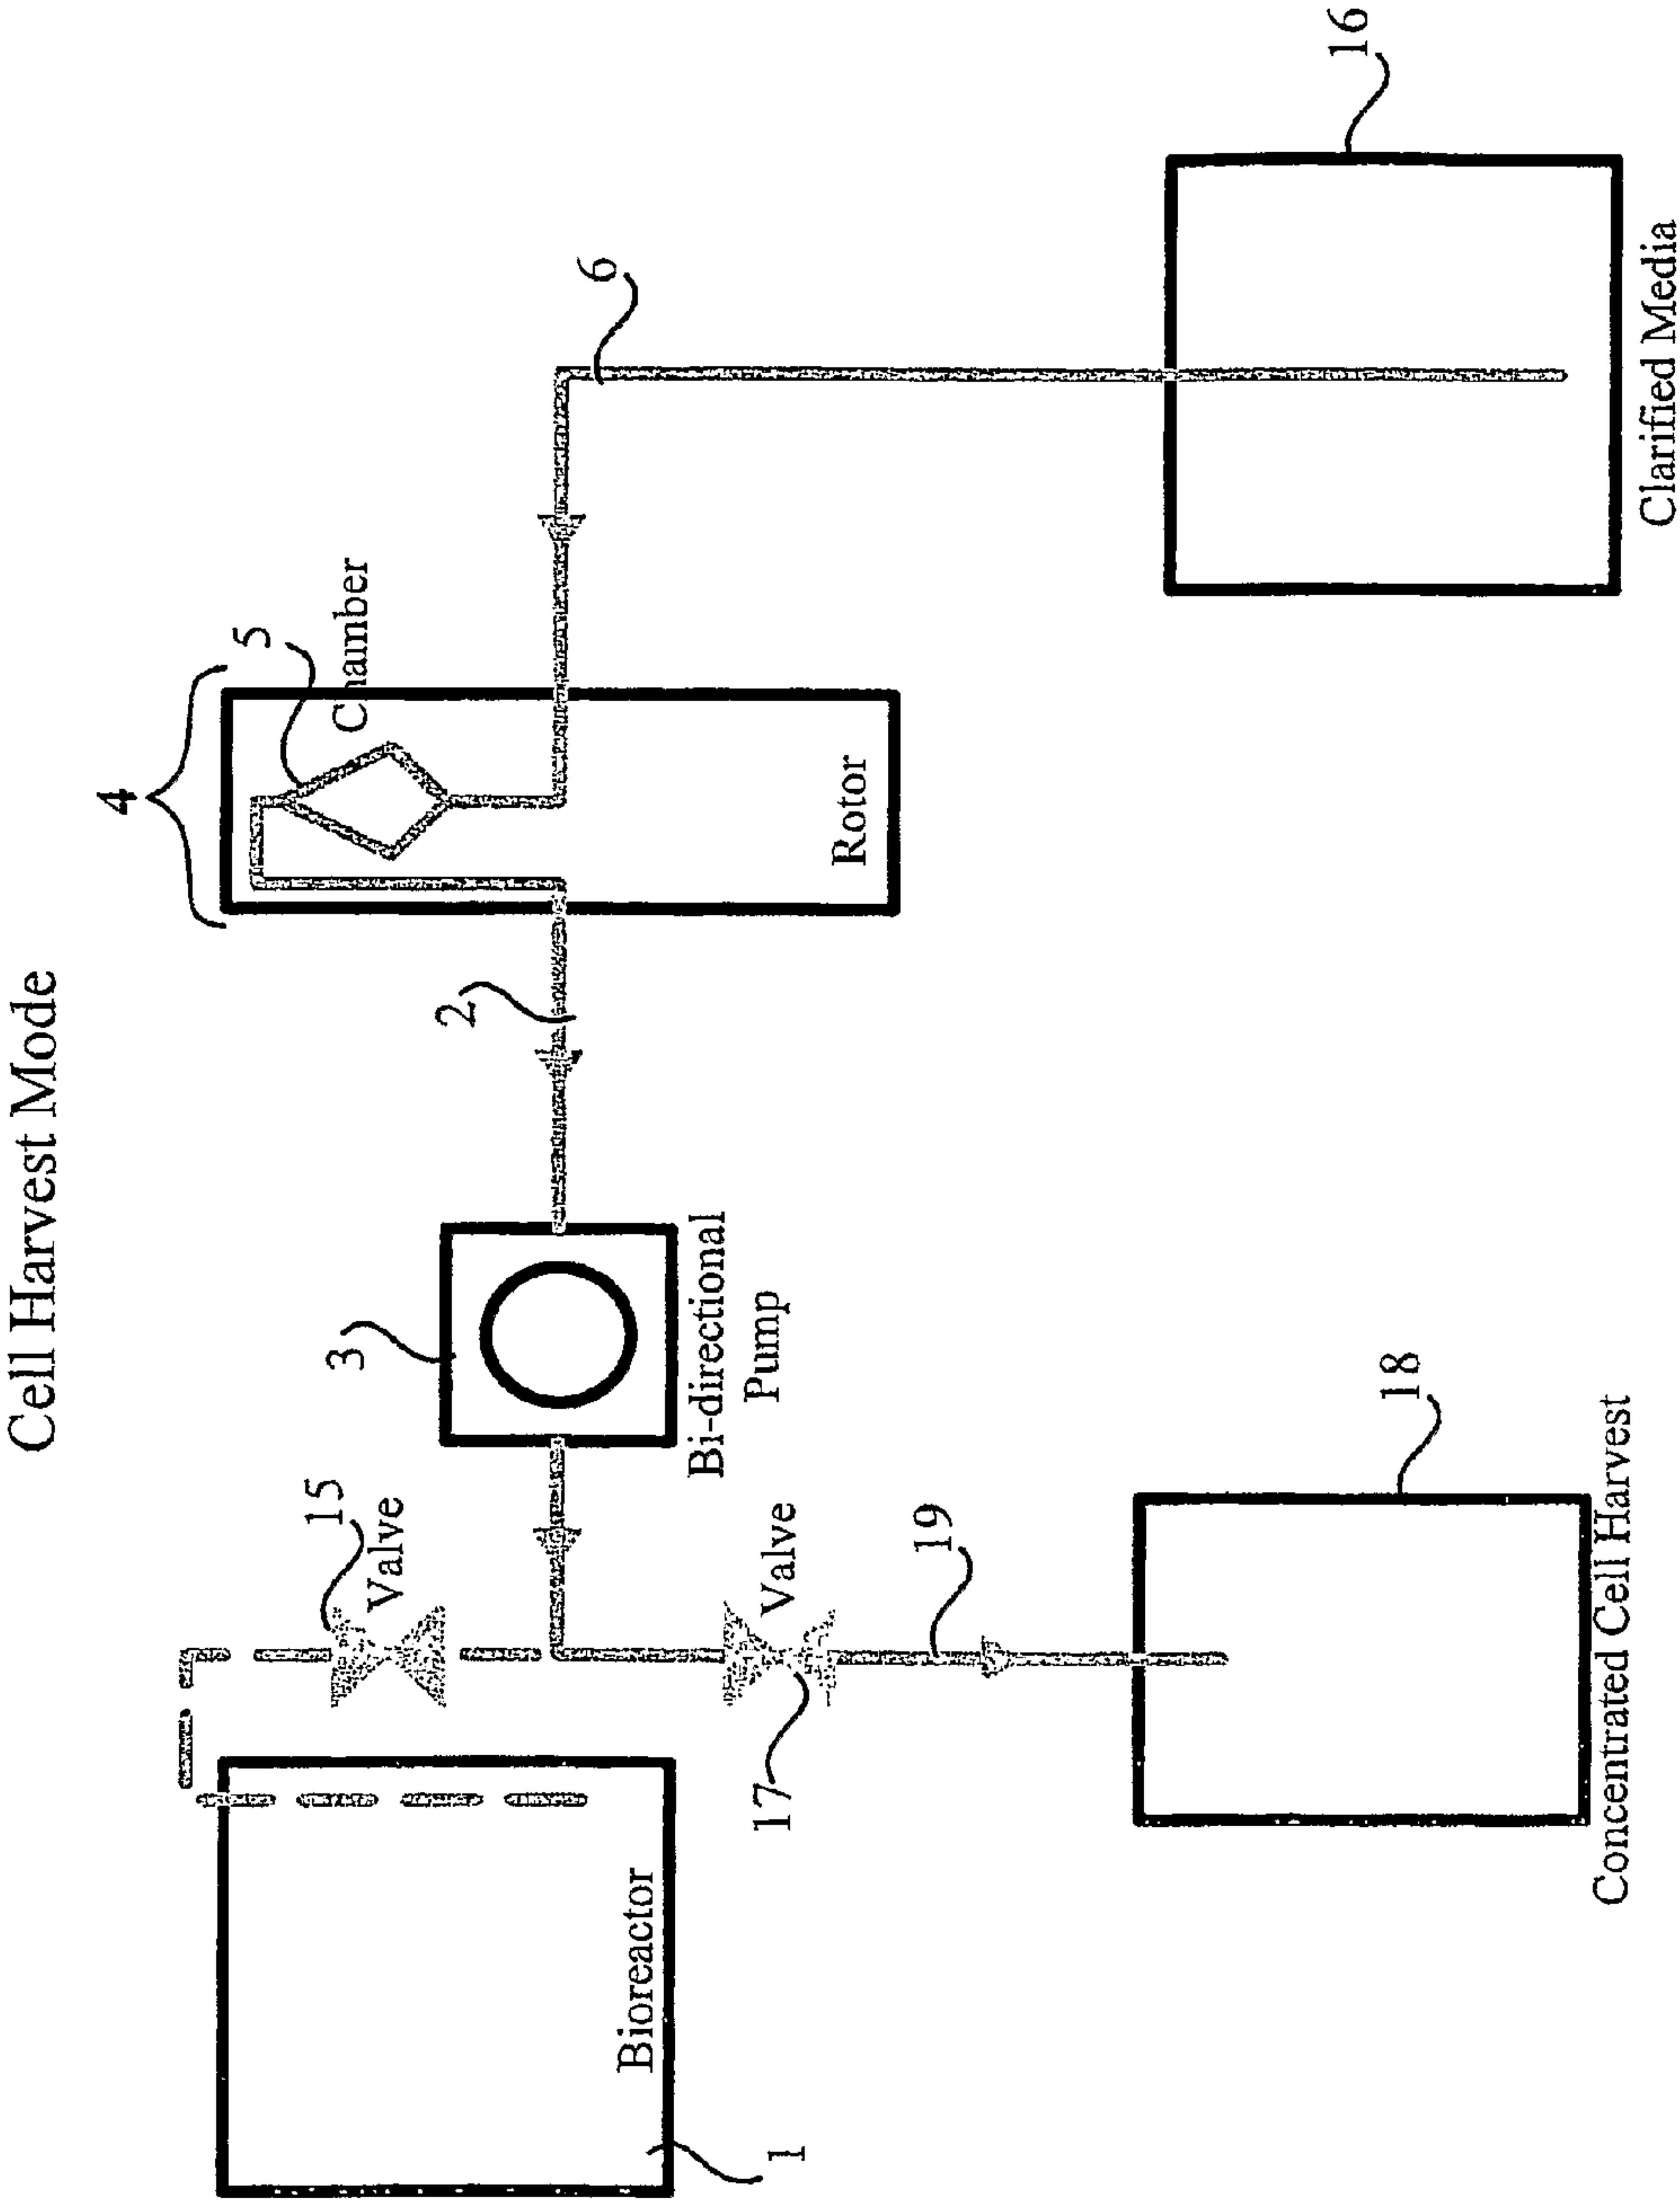 Cell Harvest Mode
4
5
Chamber
15
Valve
3
2
6
Bioreactor
Bi-directional
Pump
1
17
Valve
Rotor
19
16
18
Concentrated Cell Harvest
Clarified Media